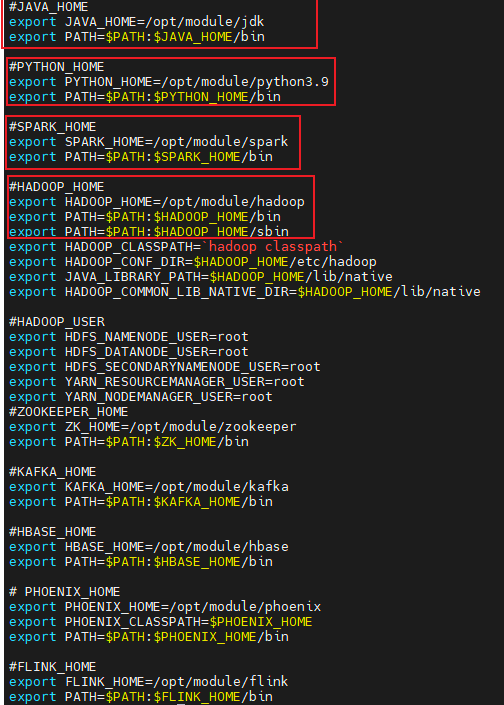 #JAVA_HOME
export JAVA_HOME=/opt/module/jdk
export PATH=$PATH:$JAVA_HOME/bin
#PYTHON_HOME
export PYTHON_HOME=/opt/module/python3.9
export PATH=$PATH:$PYTHON_HOME/bin
#SPARK_HOME
export SPARK_HOME=/opt/module/spark
export PATH=$PATH:$SPARK_HOME/bin
#HADOOP_HOME
export HADOOP_HOME=/opt/module/hadoop
export PATH=$PATH:$HADOOP_HOME/bin
export PATH=$PATH:$HADOOP_HOME/sbin
export HADOOP_CLASSPATH=`hadoop classpath`
export HADOOP_CONF_DIR=$HADOOP_HOME/etc/hadoop
export JAVA_LIBRARY_PATH=$HADOOP_HOME/lib/native
export HADOOP_COMMON_LIB_NATIVE_DIR=$HADOOP_HOME/lib/native
#HADOOP_USER
export HDFS_NAMENODE_USER=root
export HDFS_DATANODE_USER=root
export HDFS_SECONDARYNAMENODE_USER=root
export YARN_RESOURCEMANAGER_USER=root
export YARN_NODEMANAGER_USER=root
#ZOOKEEPER_HOME
export ZK_HOME=/opt/module/zookeeper
export PATH=$PATH:$ZK_HOME/bin
#KAFKA_HOME
export KAFKA_HOME=/opt/module/kafka
export PATH=$PATH:$KAFKA_HOME/bin
#HBASE_HOME
export HBASE_HOME=/opt/module/hbase
export PATH=$PATH:$HBASE_HOME/bin
# PHOENIX_HOME
export PHOENIX_HOME=/opt/module/phoenix
export PHOENIX_CLASSPATH=$PHOENIX_HOME
export PATH=$PATH:$PHOENIX_HOME/bin
#FLINK_HOME
export FLINK_HOME=/opt/module/flink
export PATH=$PATH:$FLINK_HOME/bin